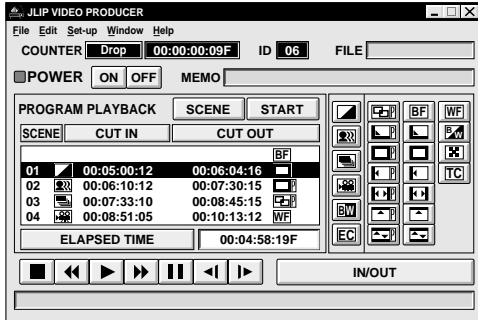 JLIP VIDEO PRODUCER
File Edit Set-up Window Help
COUNTER Drop 00:00:00:09F ID 06 FILE
POWER ON OFF MEMO
PROGRAM PLAYBACK SCENE START
SCENE CUT IN CUT OUT
BF
01 00:05:00:12 00:06:04:16
02 00:06:10:12 00:07:30:15 P
03 00:07:33:10 00:08:45:15 P
04 00:08:51:05 00:10:13:12 WF
ELAPSED TIME 00:04:58:19F
P BF WF
P B/W
P
P TC
BW P
P
EC P
IN/OUT